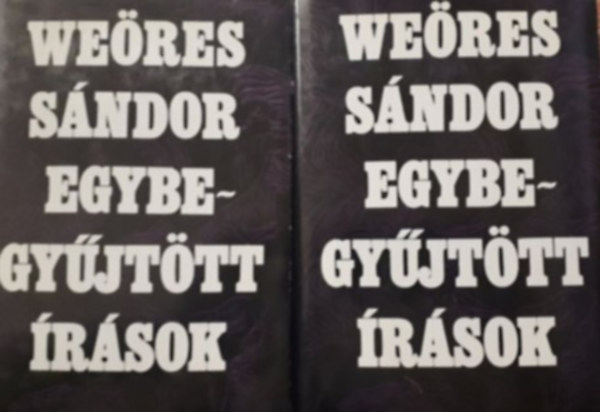 WEÖRES
SÁNDOR
EGYBE~
GYŰJTÖTT
ÍRÁSOK
WEÖRES
SÁNDOR
EGYBE~
GYŰJTÖTT
ÍRÁSOK